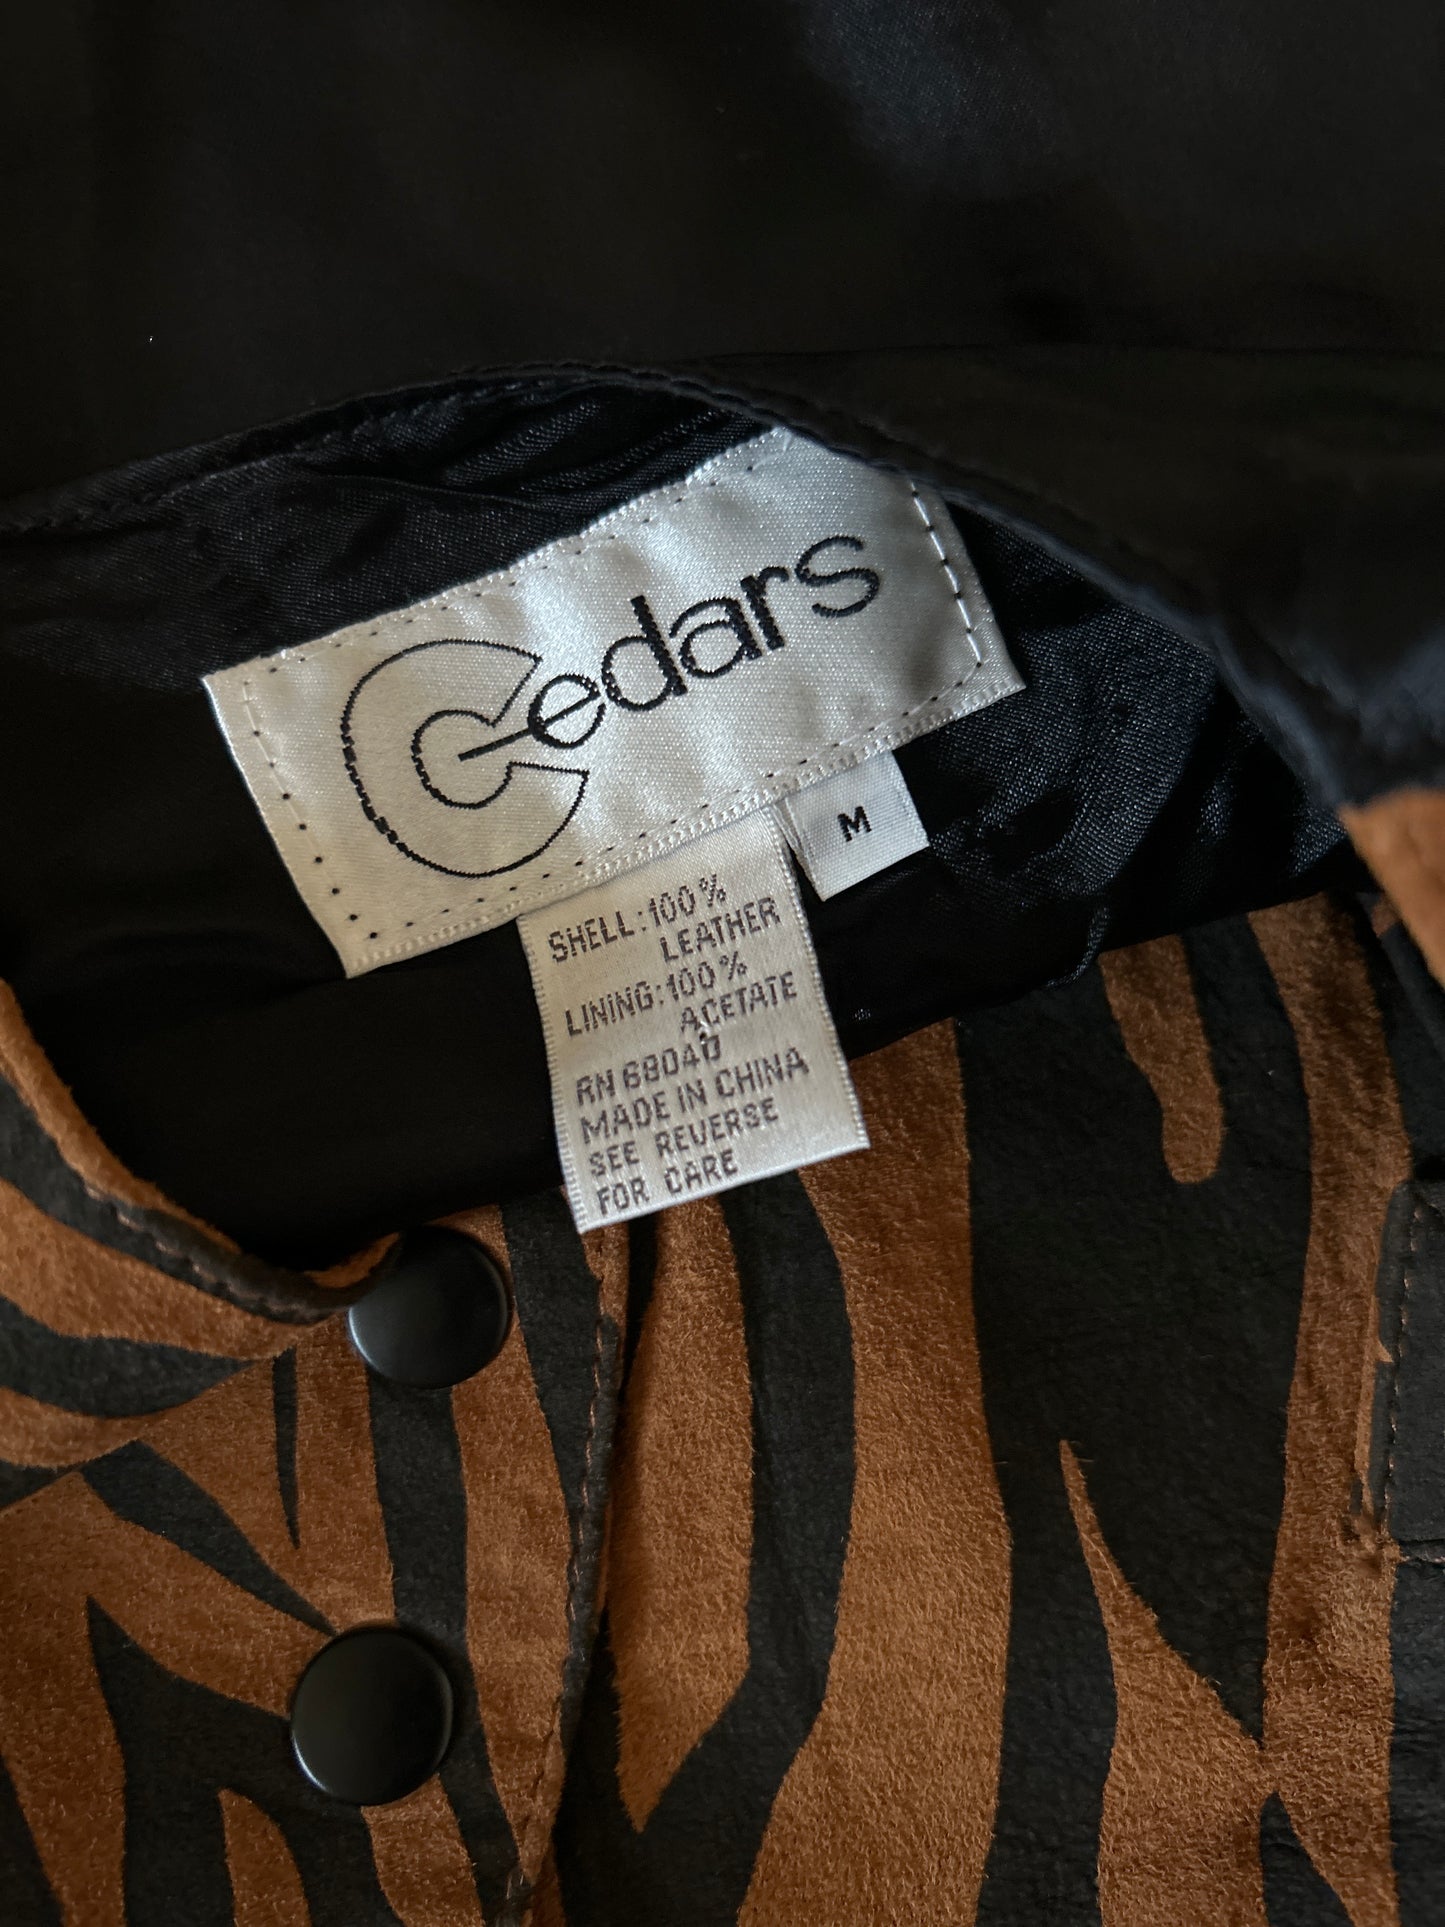 Cedars
M
SHELL:100%
LEATHER
LINING:100%
ACETATE
RN 68040
MADE IN CHINA
SEE REVERSE
FOR CARE